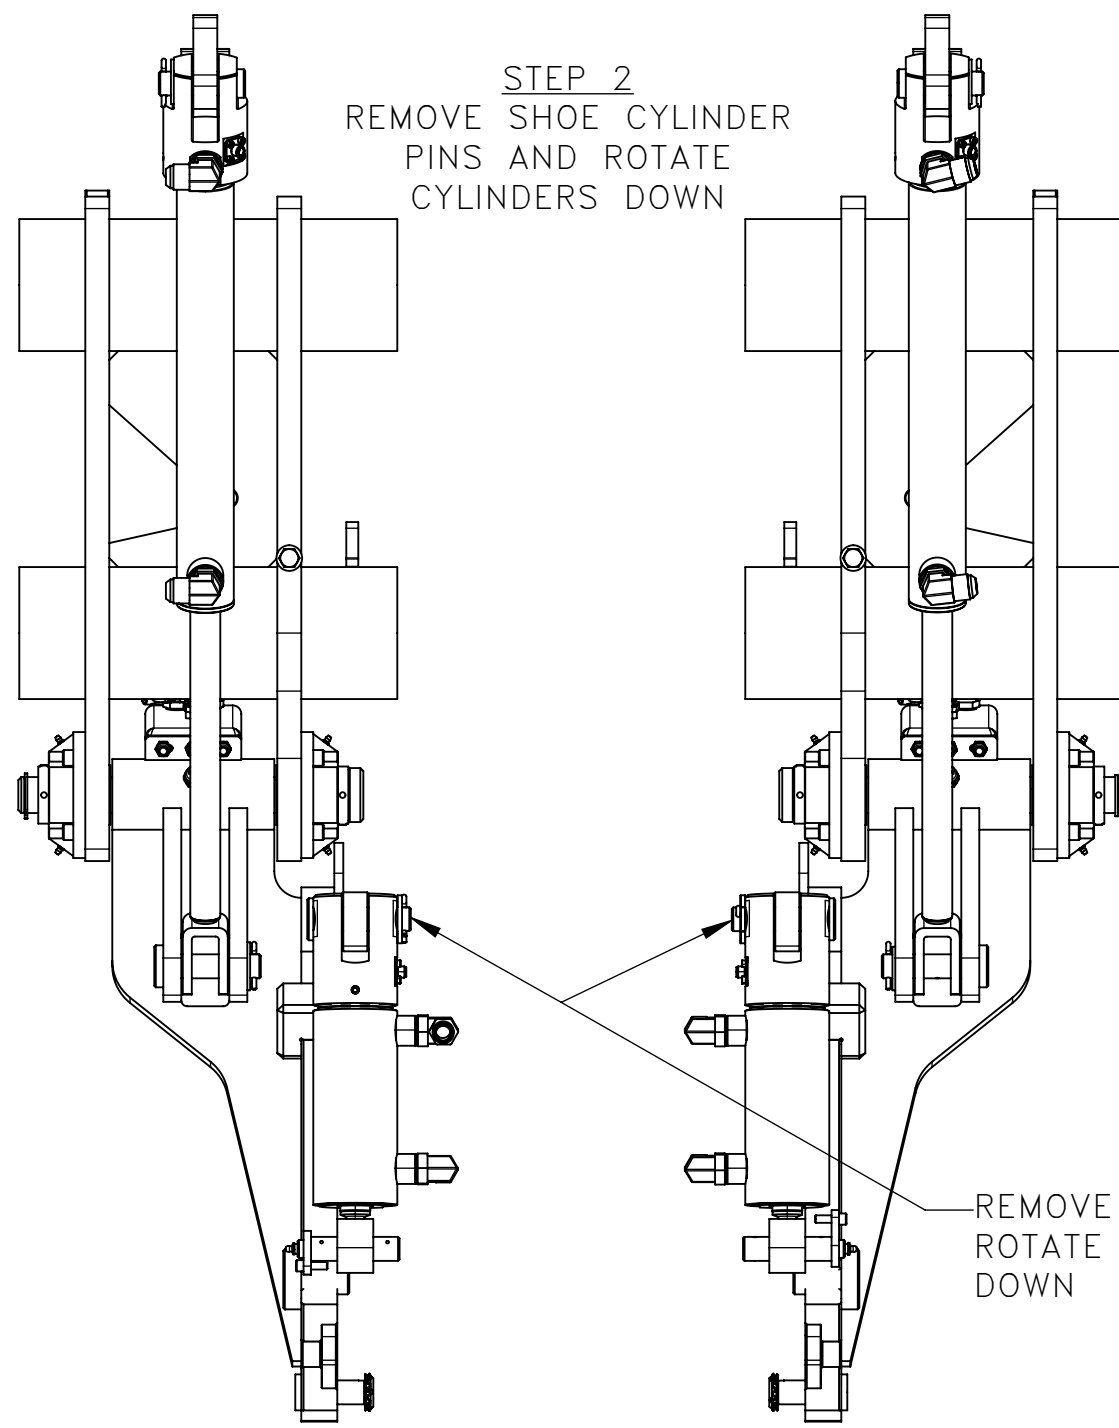 STEP 2
REMOVE SHOE CYLINDER
PINS AND ROTATE
CYLINDERS DOWN
REMOVE
ROTATE
DOWN